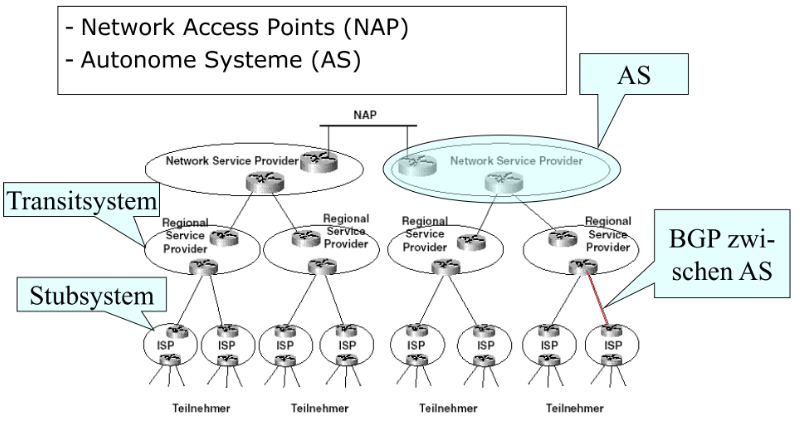 - Network Access Points (NAP)
- Autonome Systeme (AS)
AS
NAP
Network Service Provider
Network Service Provider
Transitsystem
Regional
Service
Provider
Regional
Service
Provider
Regional
Service
Provider
Regional
Service
Provider
BGP zwi-
schen AS
Stubsystem
ISP
ISP
ISP
ISP
ISP
ISP
ISP
ISP
Teilnehmer
Teilnehmer
Teilnehmer
Teilnehmer